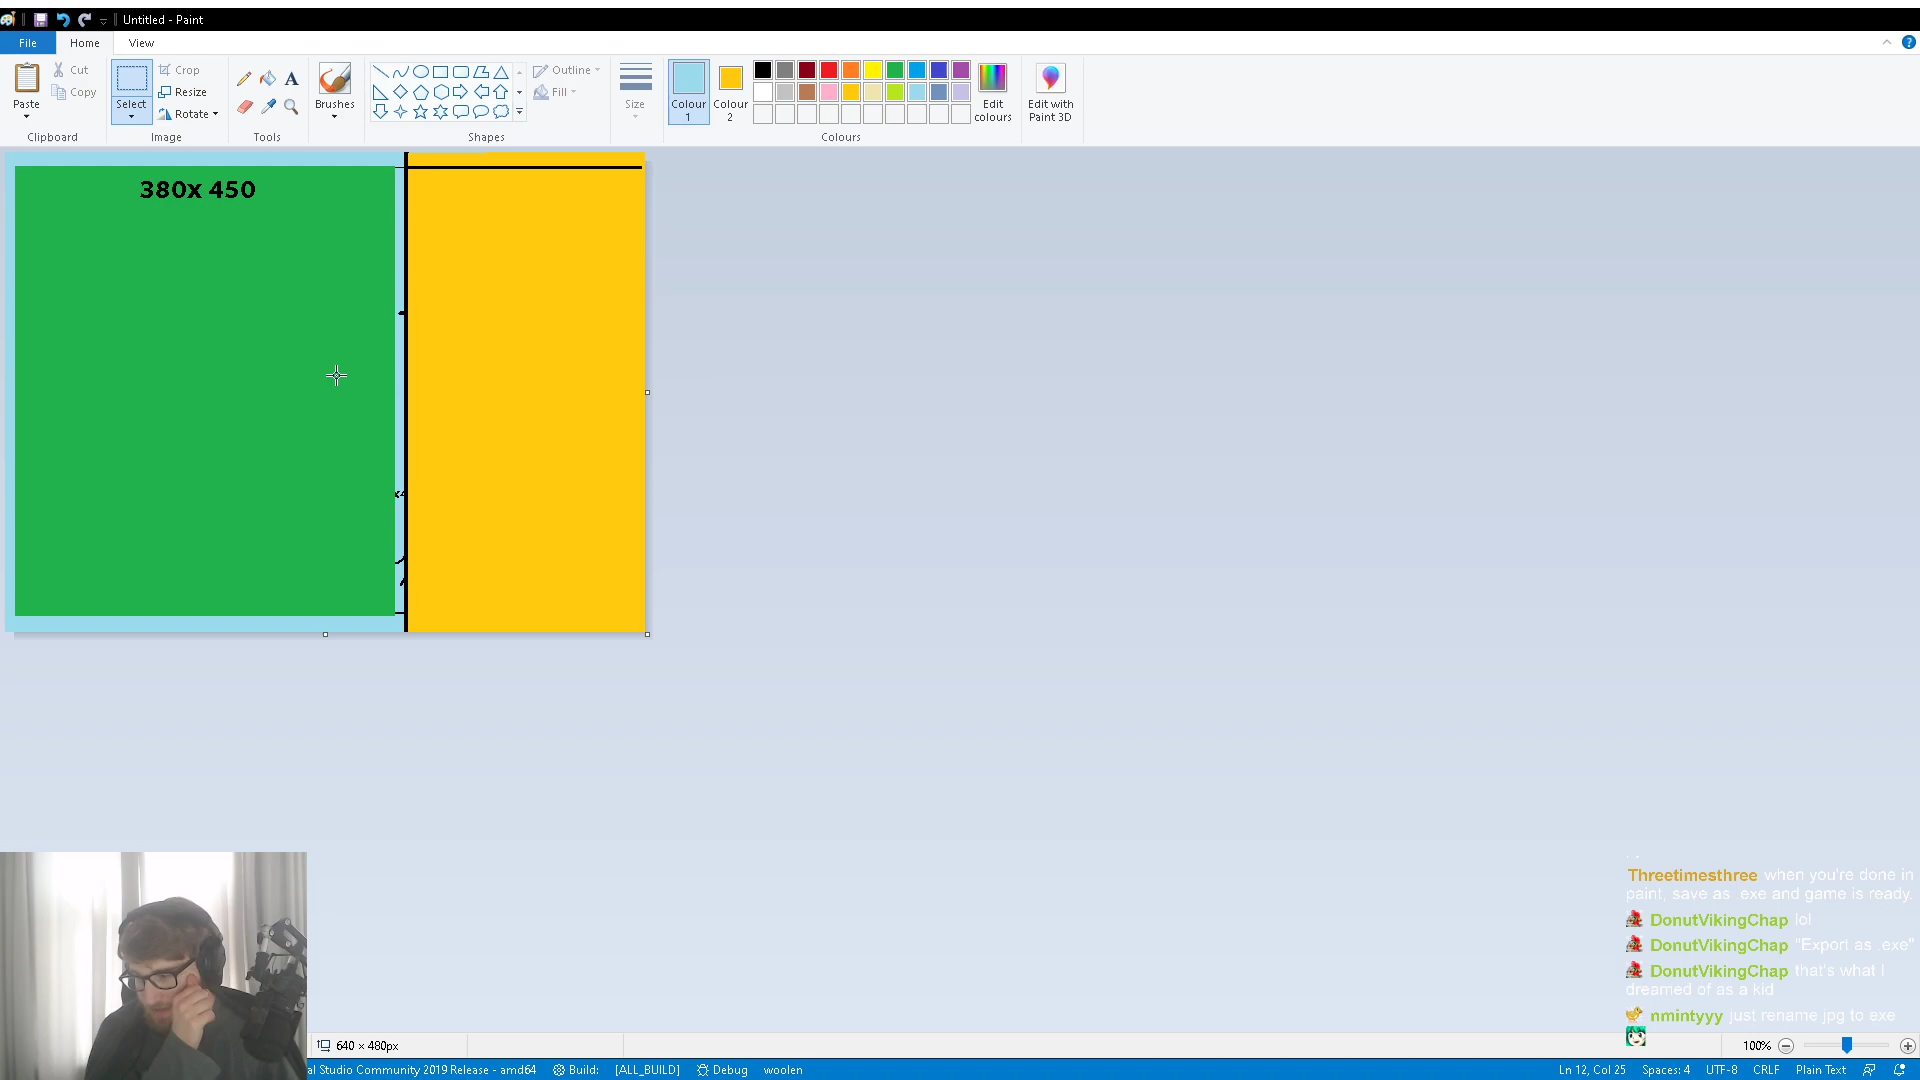 Untitled - Paint
File
Home
View
Paste
Cut
Copy
Clipboard
Select
Crop
Resize
Rotate
Image
Tools
Brushes
Shapes
Outline
Fill
Size
Colour
1
Colour
2
Edit
colours
Colours
Edit with
Paint 3D
380x 450
Threetimesthree when you're done in
paint, save as .exe and game is ready.
DonutVikingChap lol
DonutVikingChap "Export as .exe"
DonutVikingChap that's what I
dreamed of as a kid
nmintyyy just rename jpg to exe
640 × 480px
100%
al Studio Community 2019 Release - amd64
Build:
[ALL_BUILD]
Debug
woolen
Ln 12, Col 25
Spaces: 4
UTF-8
CRLF
Plain Text